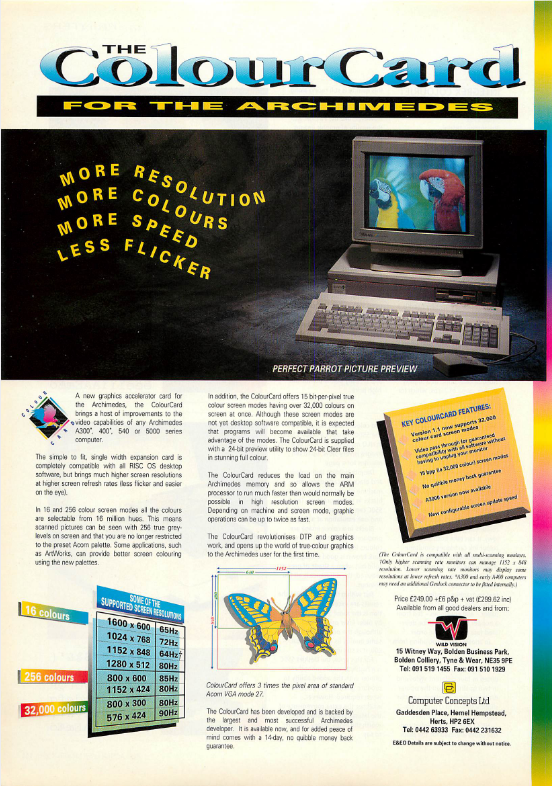 THE
ColourCard
FOR THE ARCHIMEDES
MORE RESOLUTION
MORE COLOURS
MORE SPEED
LESS FLICKER
PERFECT PARROT PICTURE PREVIEW
COLOUR
CARD
A new graphics accelerator card for
the Archimedes, the ColourCard
brings a host of improvements to the
video capabilities of any Archimedes
A300*, 400*, 540 or 5000 series
computer.
The simple to fit, single width expansion card is
completely compatible with all RISC OS desktop
software, but brings much higher screen resolutions
at higher screen refresh rates (less flicker and easier
on the eye).
In 16 and 256 colour screen modes all the colours
are selectable from 16 million hues. This means
scanned pictures can be seen with 256 true grey-
levels on screen and that you are no longer restricted
to the preset Acorn palette. Some applications, such
as ArtWorks, can provide better screen colouring
using the new palettes.
16 colours
256 colours
32,000 colours
SOME OF THE
SUPPORTED SCREEN RESOLUTIONS
1600 x 600 65Hz
1024 x 768 72Hz
1152 x 848 64Hz†
1280 x 512 80Hz
800 x 600 85Hz
1152 x 424 80Hz
800 x 300 80Hz
576 x 424 90Hz
In addition, the ColourCard offers 15 bit-per-pixel true
colour screen modes having over 32,000 colours on
screen at once. Although these screen modes are
not yet desktop software compatible, it is expected
that programs will become available that take
advantage of the modes. The ColourCard is supplied
with a 24-bit preview utility to show 24-bit Clear files
in stunning full colour.
The ColourCard reduces the load on the main
Archimedes memory and so allows the ARM
processor to run much faster then would normally be
possible in high resolution screen modes.
Depending on machine and screen mode, graphic
operations can be up to twice as fast.
The ColourCard revolutionises DTP and graphics
work, and opens up the world of true-colour graphics
to the Archimedes user for the first time.
1152
640
ColourCard offers 3 times the pixel area of standard
Acorn VGA mode 27.
The ColourCard has been developed and is backed by
the largest and most successful Archimedes
developer. It is available now, and for added peace of
mind comes with a 14-day, no quibble money back
guarantee.
KEY COLOURCARD FEATURES:
Version 1.1 now supports 32,000
colour card screen modes
Video pass through for guaranteed
compatibility with all software without
having to unplug your monitor
15 bpp ie 32,000 colour screen modes
No quibble money back guarantee
A3000 version now available
New configurable screen update speed
(The ColourCard is compatible with all multi-scanning monitors.
†Only higher scanning rate monitors can manage 1152 x 848
resolution. Lower scanning rate monitors may display some
resolutions at lower refresh rates. *A300 and early A400 computers
may need an additional Genlock connector to be fitted internally.)
Price £249.00 +£6 p&p + vat (£299.62 inc)
Available from all good dealers and from:
WILD VISION
15 Witney Way, Bolden Business Park,
Bolden Colliery, Tyne & Wear, NE35 9PE
Tel: 091 519 1455 Fax: 091 510 1929
Computer Concepts Ltd
Gaddesden Place, Hemel Hempstead,
Herts, HP2 6EX
Tel: 0442 63933 Fax: 0442 231632
E&EO Details are subject to change without notice.